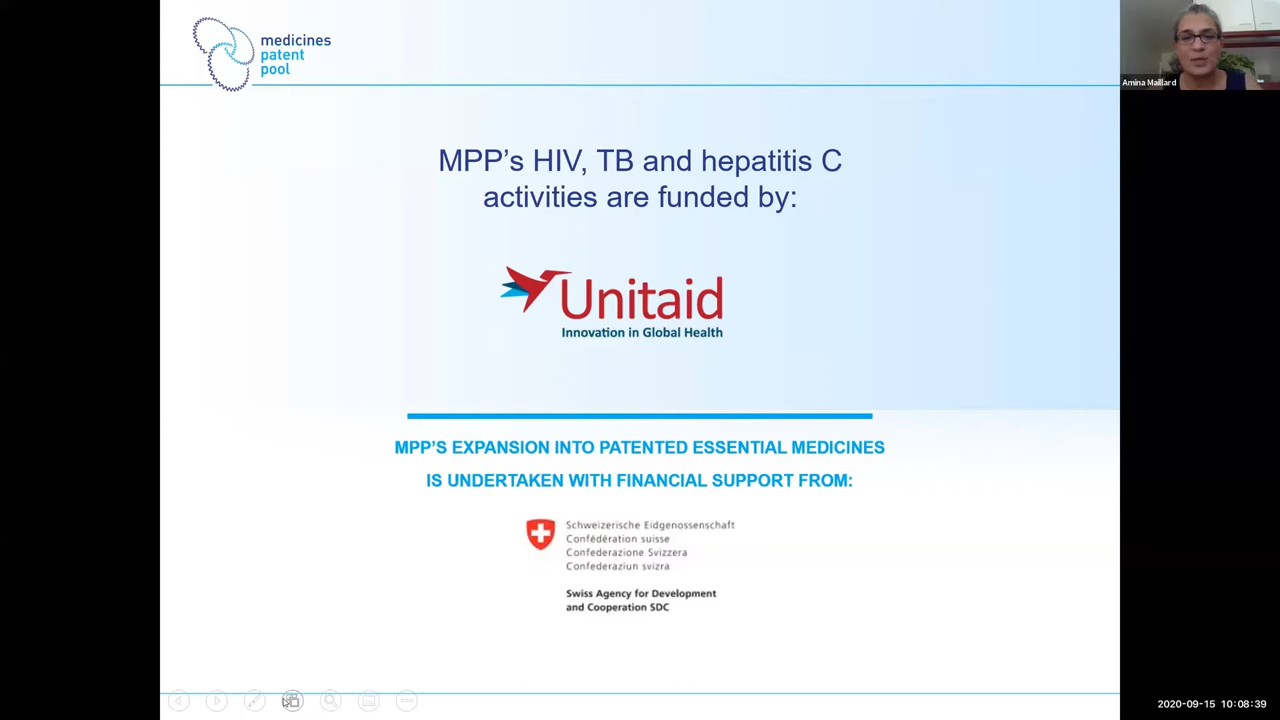 medicines
patent
pool
Amina Maillard
MPP’s HIV, TB and hepatitis C
activities are funded by:
Unitaid
Innovation in Global Health
MPP’S EXPANSION INTO PATENTED ESSENTIAL MEDICINES
IS UNDERTAKEN WITH FINANCIAL SUPPORT FROM:
Schweizerische Eidgenossenschaft
Confédération suisse
Confederazione Svizzera
Confederaziun svizra
Swiss Agency for Development
and Cooperation SDC
2020-09-15 10:08:39